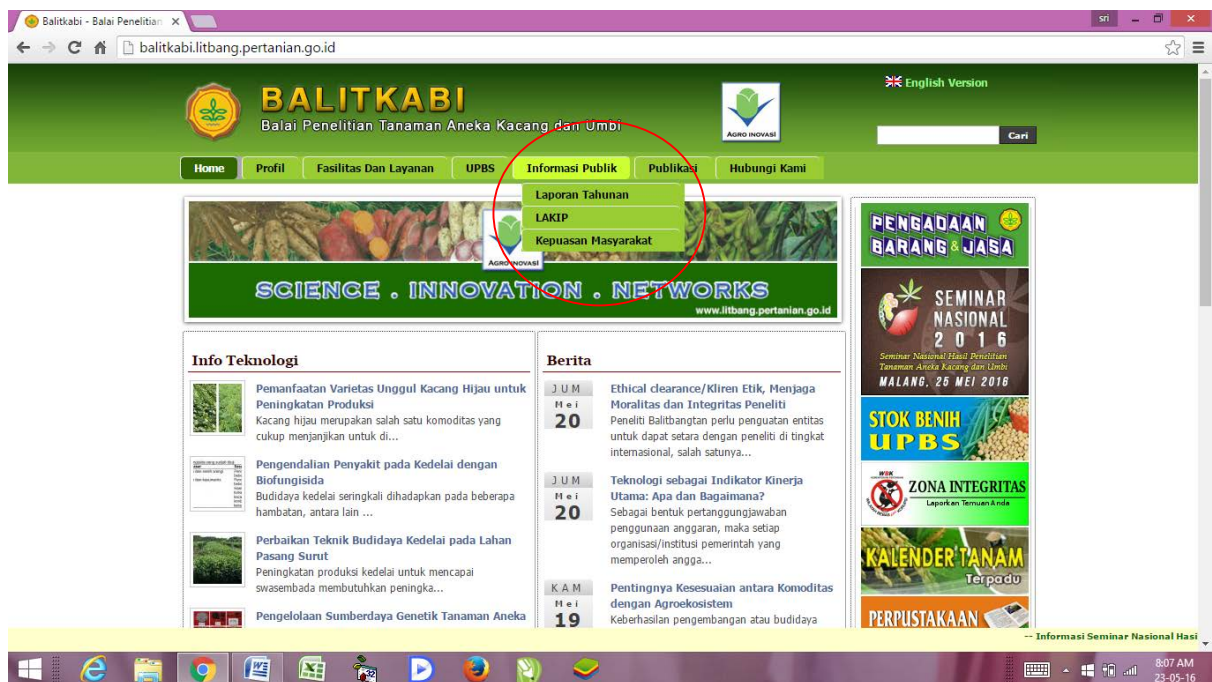 Balitkabi - Balai Penelitian
sri
balitkabi.litbang.pertanian.go.id
English Version
BALITKABI
Balai Penelitian Tanaman Aneka Kacang dan Umbi
AGRO INOVASI
Cari
Home Profil Fasilitas Dan Layanan UPBS Informasi Publik Publikasi Hubungi Kami
Laporan Tahunan
LAKIP
Kepuasan Masyarakat
AGRO INOVASI
SCIENCE . INNOVATION . NETWORKS
www.litbang.pertanian.go.id
Info Teknologi
Pemanfaatan Varietas Unggul Kacang Hijau untuk
Peningkatan Produksi
Kacang hijau merupakan salah satu komoditas yang
cukup menjanjikan untuk di...
Pengendalian Penyakit pada Kedelai dengan
Biofungisida
Budidaya kedelai seringkali dihadapkan pada beberapa
hambatan, antara lain ...
Perbaikan Teknik Budidaya Kedelai pada Lahan
Pasang Surut
Peningkatan produksi kedelai untuk mencapai
swasembada membutuhkan peningka...
Pengelolaan Sumberdaya Genetik Tanaman Aneka
Berita
JUM
Mei
20
Ethical clearance/Kliren Etik, Menjaga
Moralitas dan Integritas Peneliti
Peneliti Balitbangtan perlu penguatan entitas
untuk dapat setara dengan peneliti di tingkat
internasional, salah satunya...
JUM
Mei
20
Teknologi sebagai Indikator Kinerja
Utama: Apa dan Bagaimana?
Sebagai bentuk pertanggungjawaban
penggunaan anggaran, maka setiap
organisasi/institusi pemerintah yang
memperoleh angga...
KAM
Mei
19
Pentingnya Kesesuaian antara Komoditas
dengan Agroekosistem
Keberhasilan pengembangan atau budidaya
PENGADAAN
BARANG & JASA
SEMINAR
NASIONAL
2016
Seminar Nasional Hasil Penelitian
Tanaman Aneka Kacang dan Umbi
MALANG, 25 MEI 2016
STOK BENIH
UPBS
ZONA INTEGRITAS
Laporkan Temuan Anda
KALENDER TANAM
Terpadu
PERPUSTAKAAN
-- Informasi Seminar Nasional Hasi
8:07 AM
23-05-16